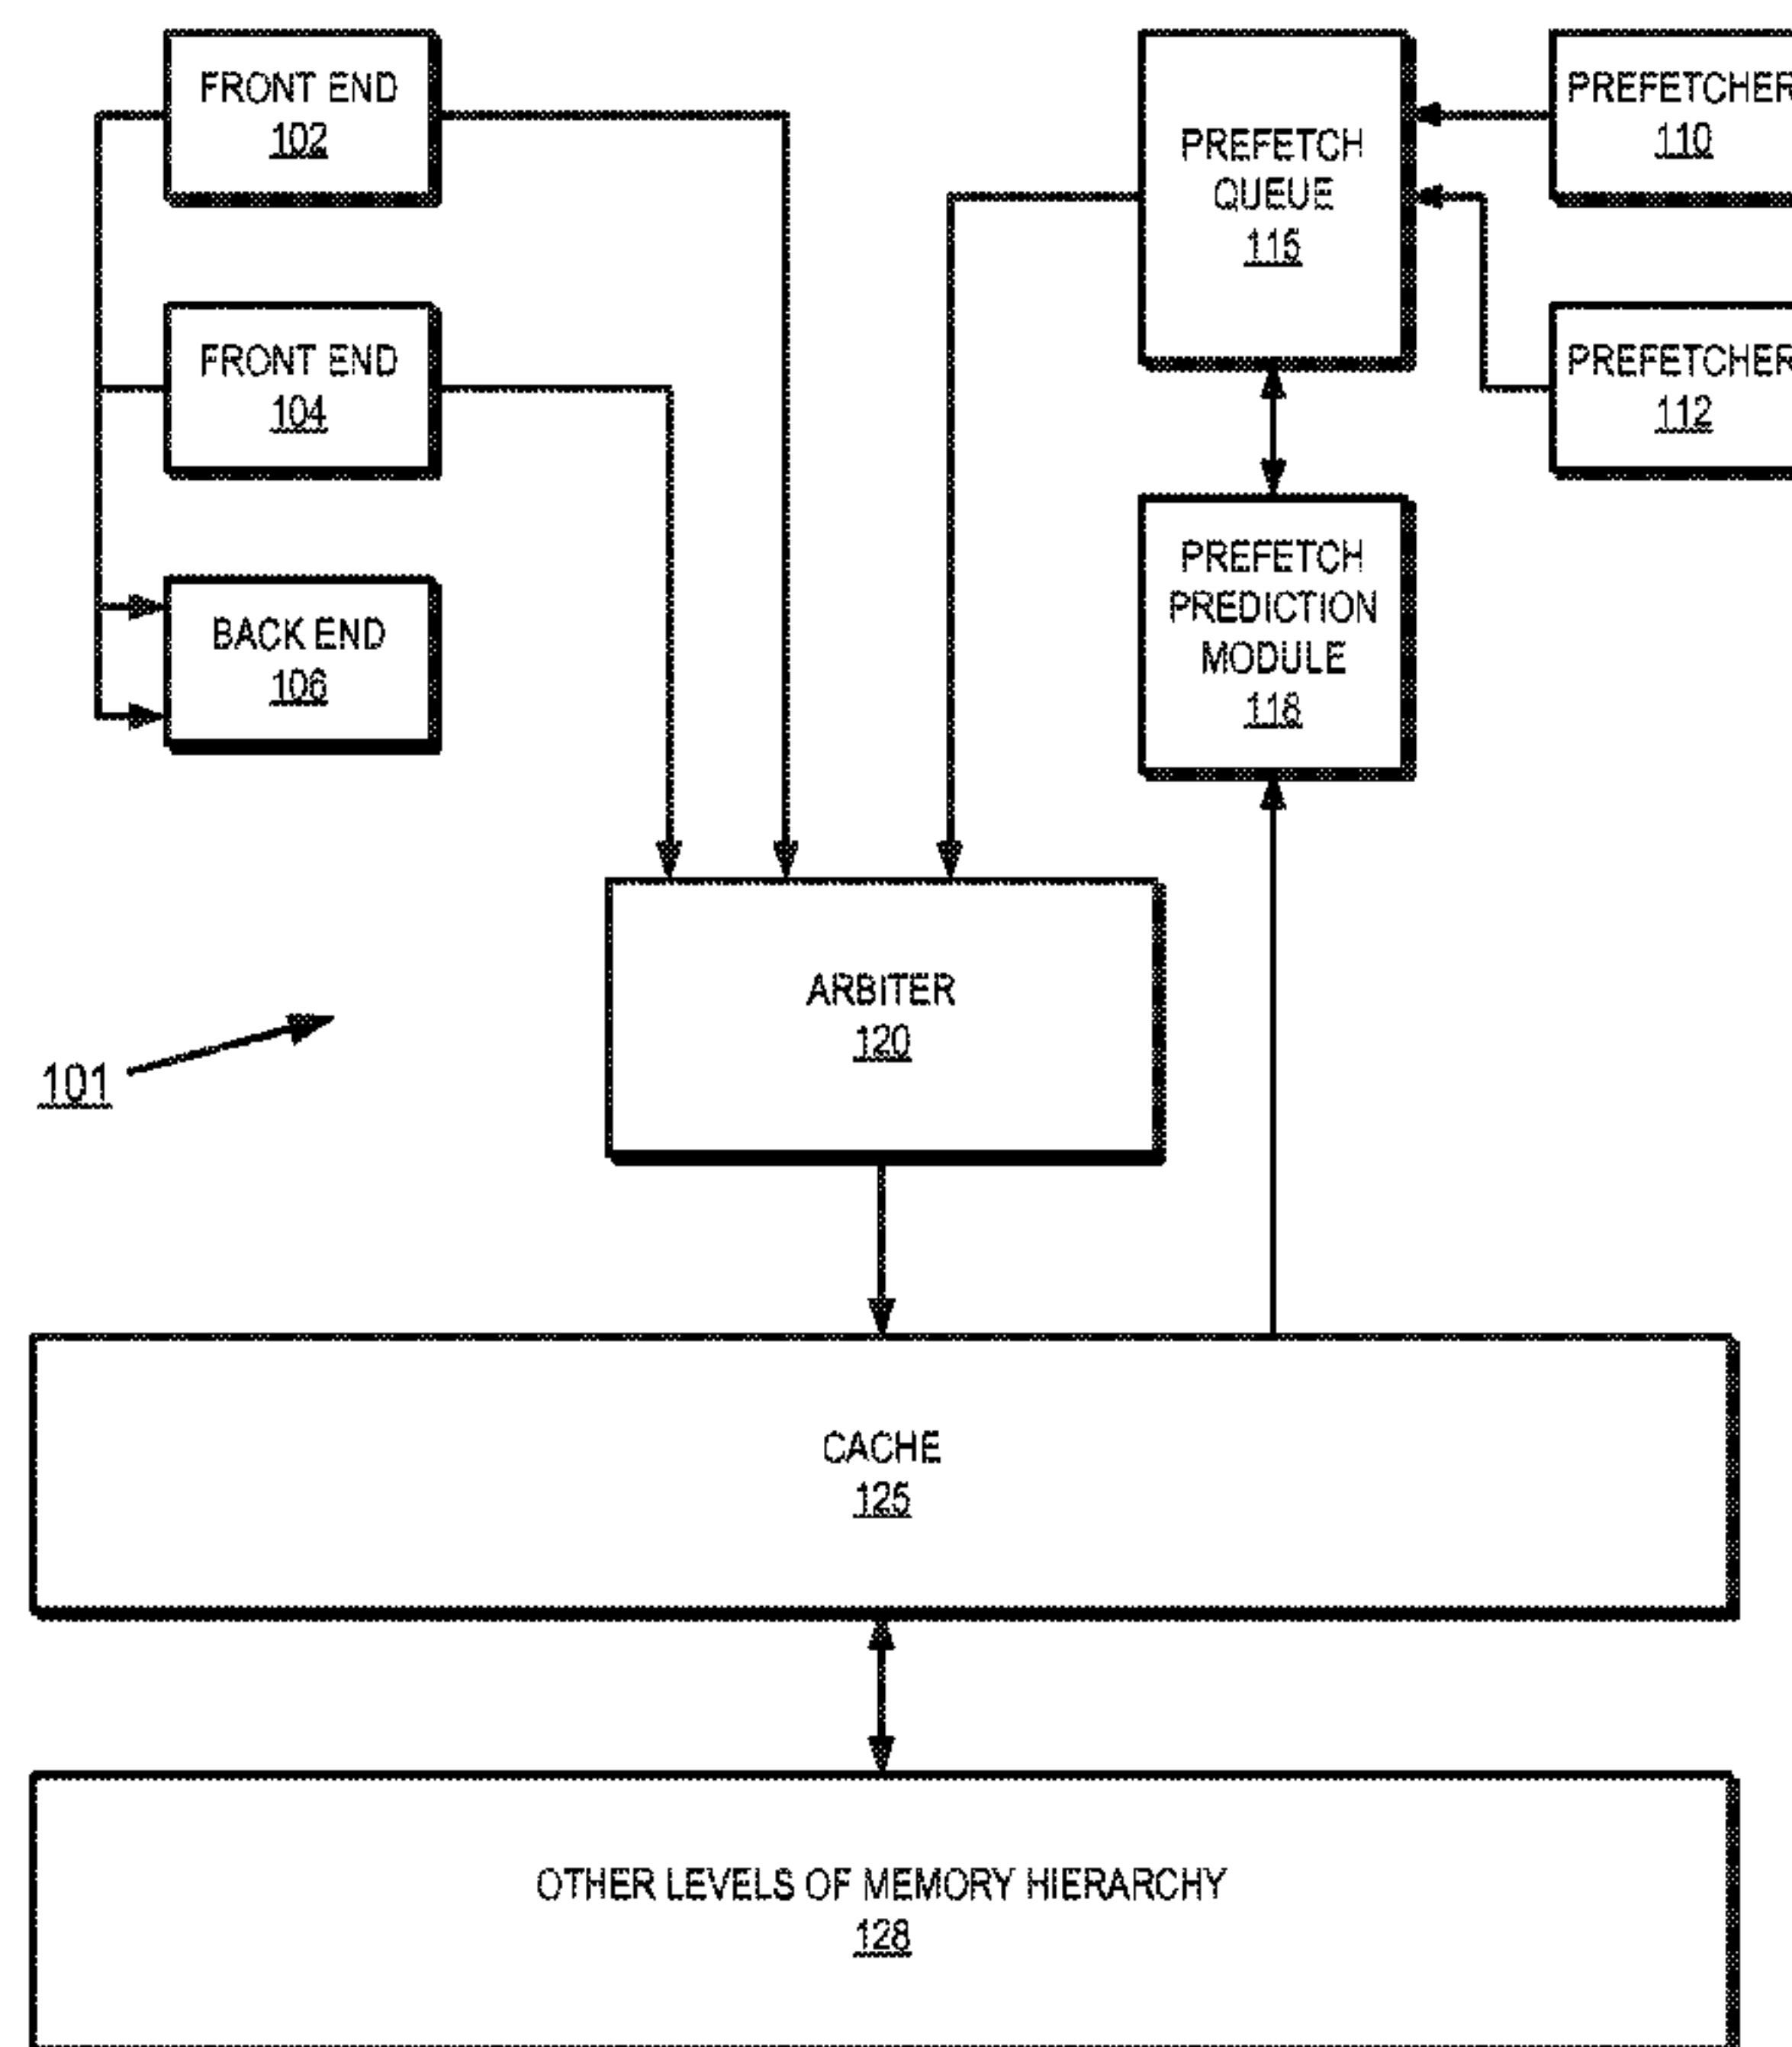 FRONT END
102
FRONT END
104
BACK END
106
PREFETCH
QUEUE
115
PREFETCHER
110
PREFETCHER
112
PREFETCH
PREDICTION
MODULE
118
ARBITER
120
101
CACHE
125
OTHER LEVELS OF MEMORY HIERARCHY
128